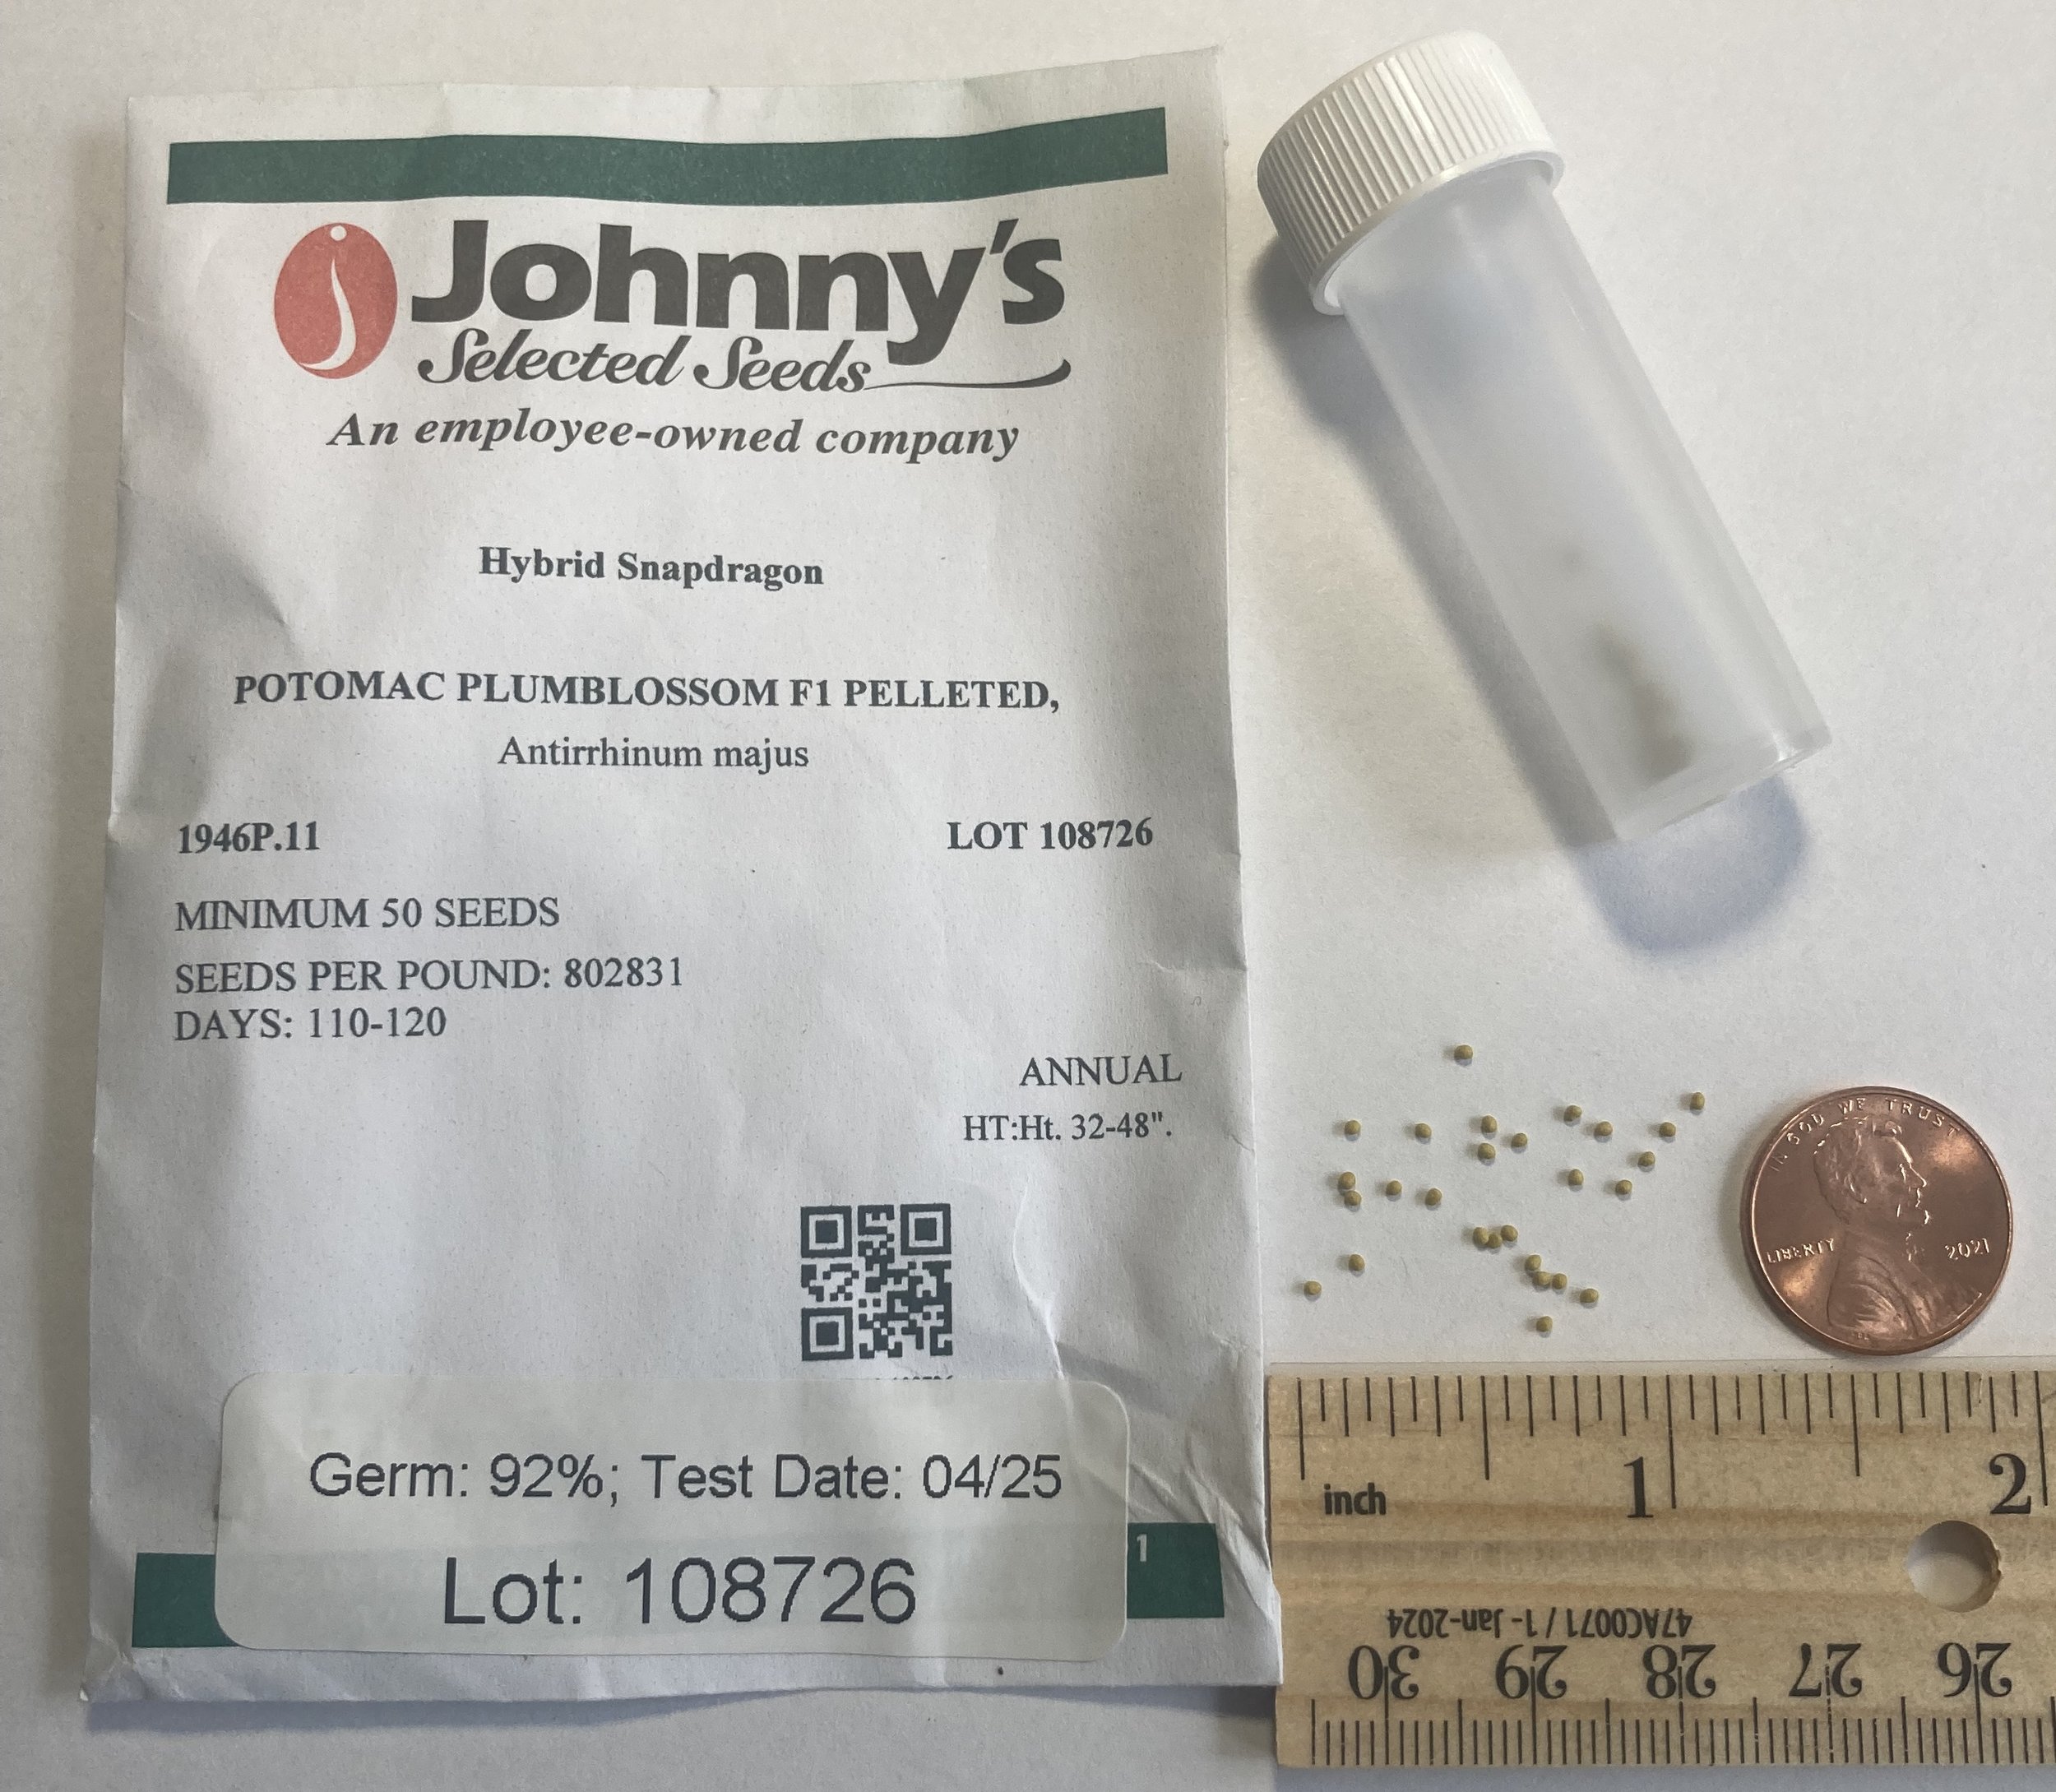 Johnny's
Selected Seeds
An employee-owned company
Hybrid Snapdragon
POTOMAC PLUMBLOSSOM F1 PELLETED,
Antirrhinum majus
1946P.11
LOT 108726
MINIMUM 50 SEEDS
SEEDS PER POUND: 802831
DAYS: 110-120
ANNUAL
HT:Ht. 32-48".
Germ: 92%; Test Date: 04/25
Lot: 108726
1
IN GOD WE TRUST
LIBERTY
2021
inch
1
2
47AC0071 / 1- Jan-2024
30 29 28 27 26